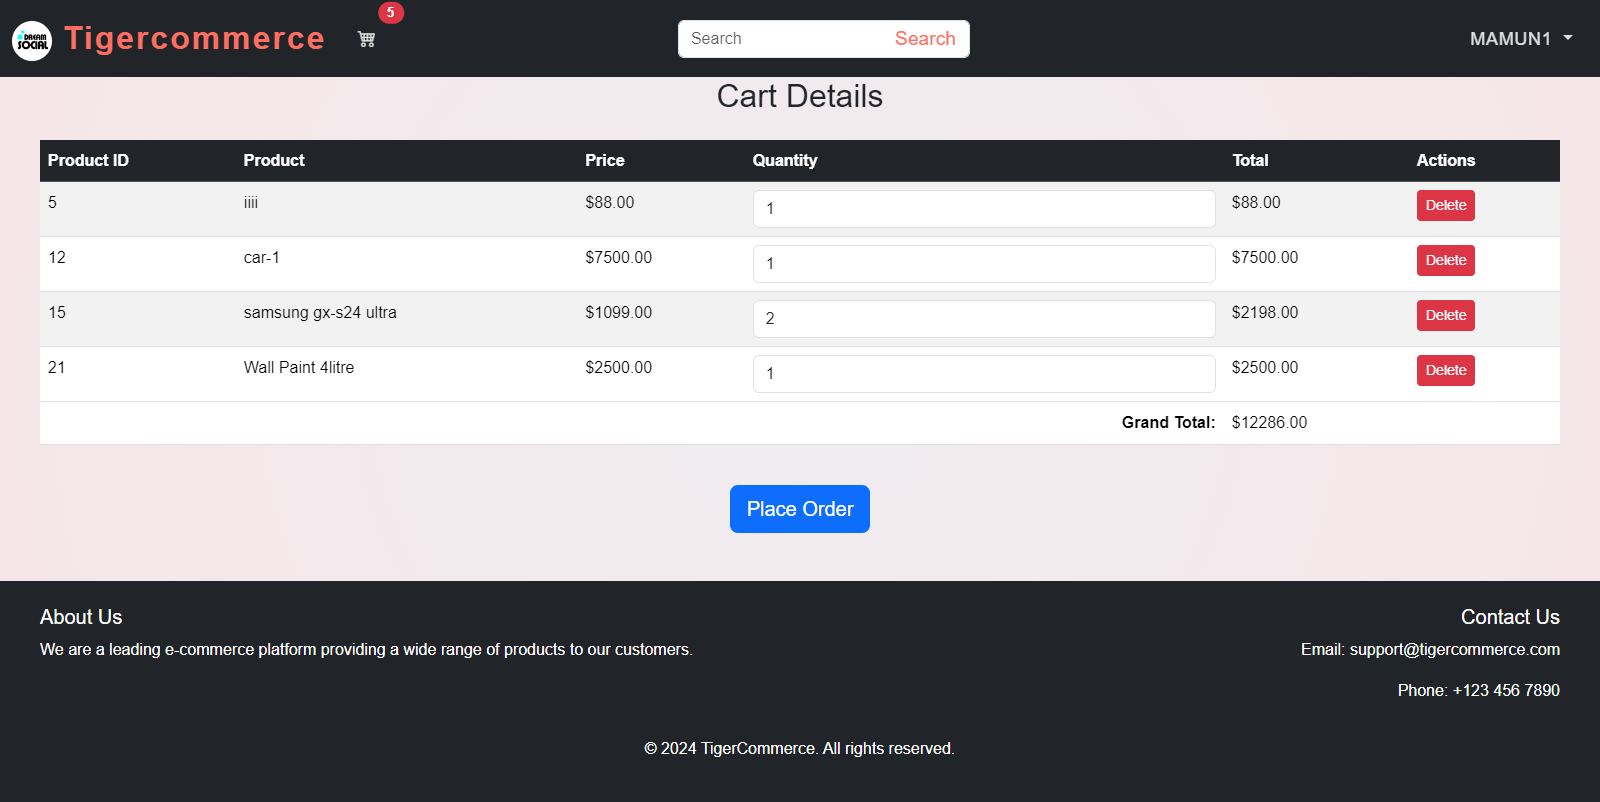 DREAM
SOCIAL
Tigercommerce
5
Search
Search
MAMUN1
Cart Details
Product ID Product Price Quantity Total Actions
5 iiii $88.00 1 $88.00 Delete
12 car-1 $7500.00 1 $7500.00 Delete
15 samsung gx-s24 ultra $1099.00 2 $2198.00 Delete
21 Wall Paint 4litre $2500.00 1 $2500.00 Delete
Grand Total: $12286.00
Place Order
About Us
We are a leading e-commerce platform providing a wide range of products to our customers.
Contact Us
Email: support@tigercommerce.com
Phone: +123 456 7890
© 2024 TigerCommerce. All rights reserved.